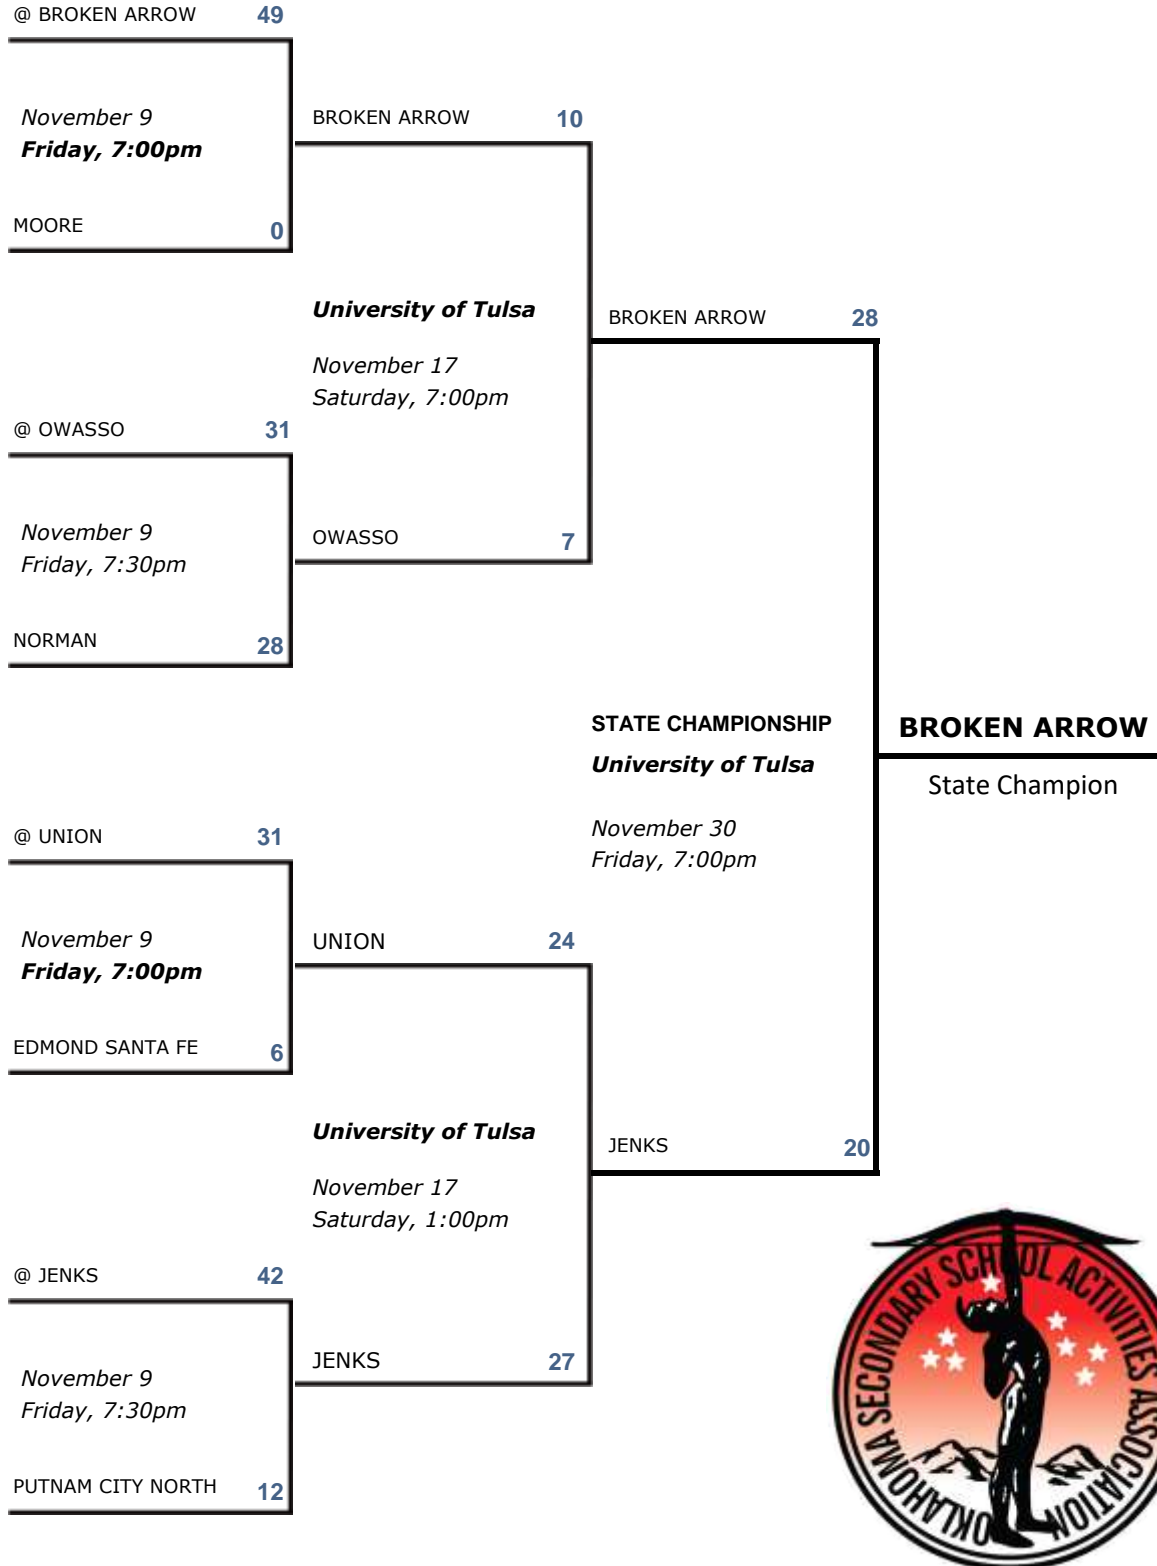 @ BROKEN ARROW 49
November 9
Friday, 7:00pm
MOORE 0
BROKEN ARROW 10
University of Tulsa
November 17
Saturday, 7:00pm
@ OWASSO 31
November 9
Friday, 7:30pm
NORMAN 28
OWASSO 7
BROKEN ARROW 28
STATE CHAMPIONSHIP
University of Tulsa
November 30
Friday, 7:00pm
BROKEN ARROW
State Champion
@ UNION 31
November 9
Friday, 7:00pm
EDMOND SANTA FE 6
UNION 24
University of Tulsa
November 17
Saturday, 1:00pm
JENKS 20
@ JENKS 42
November 9
Friday, 7:30pm
PUTNAM CITY NORTH 12
JENKS 27
OKLAHOMA SECONDARY SCHOOL ACTIVITIES ASSOCIATION